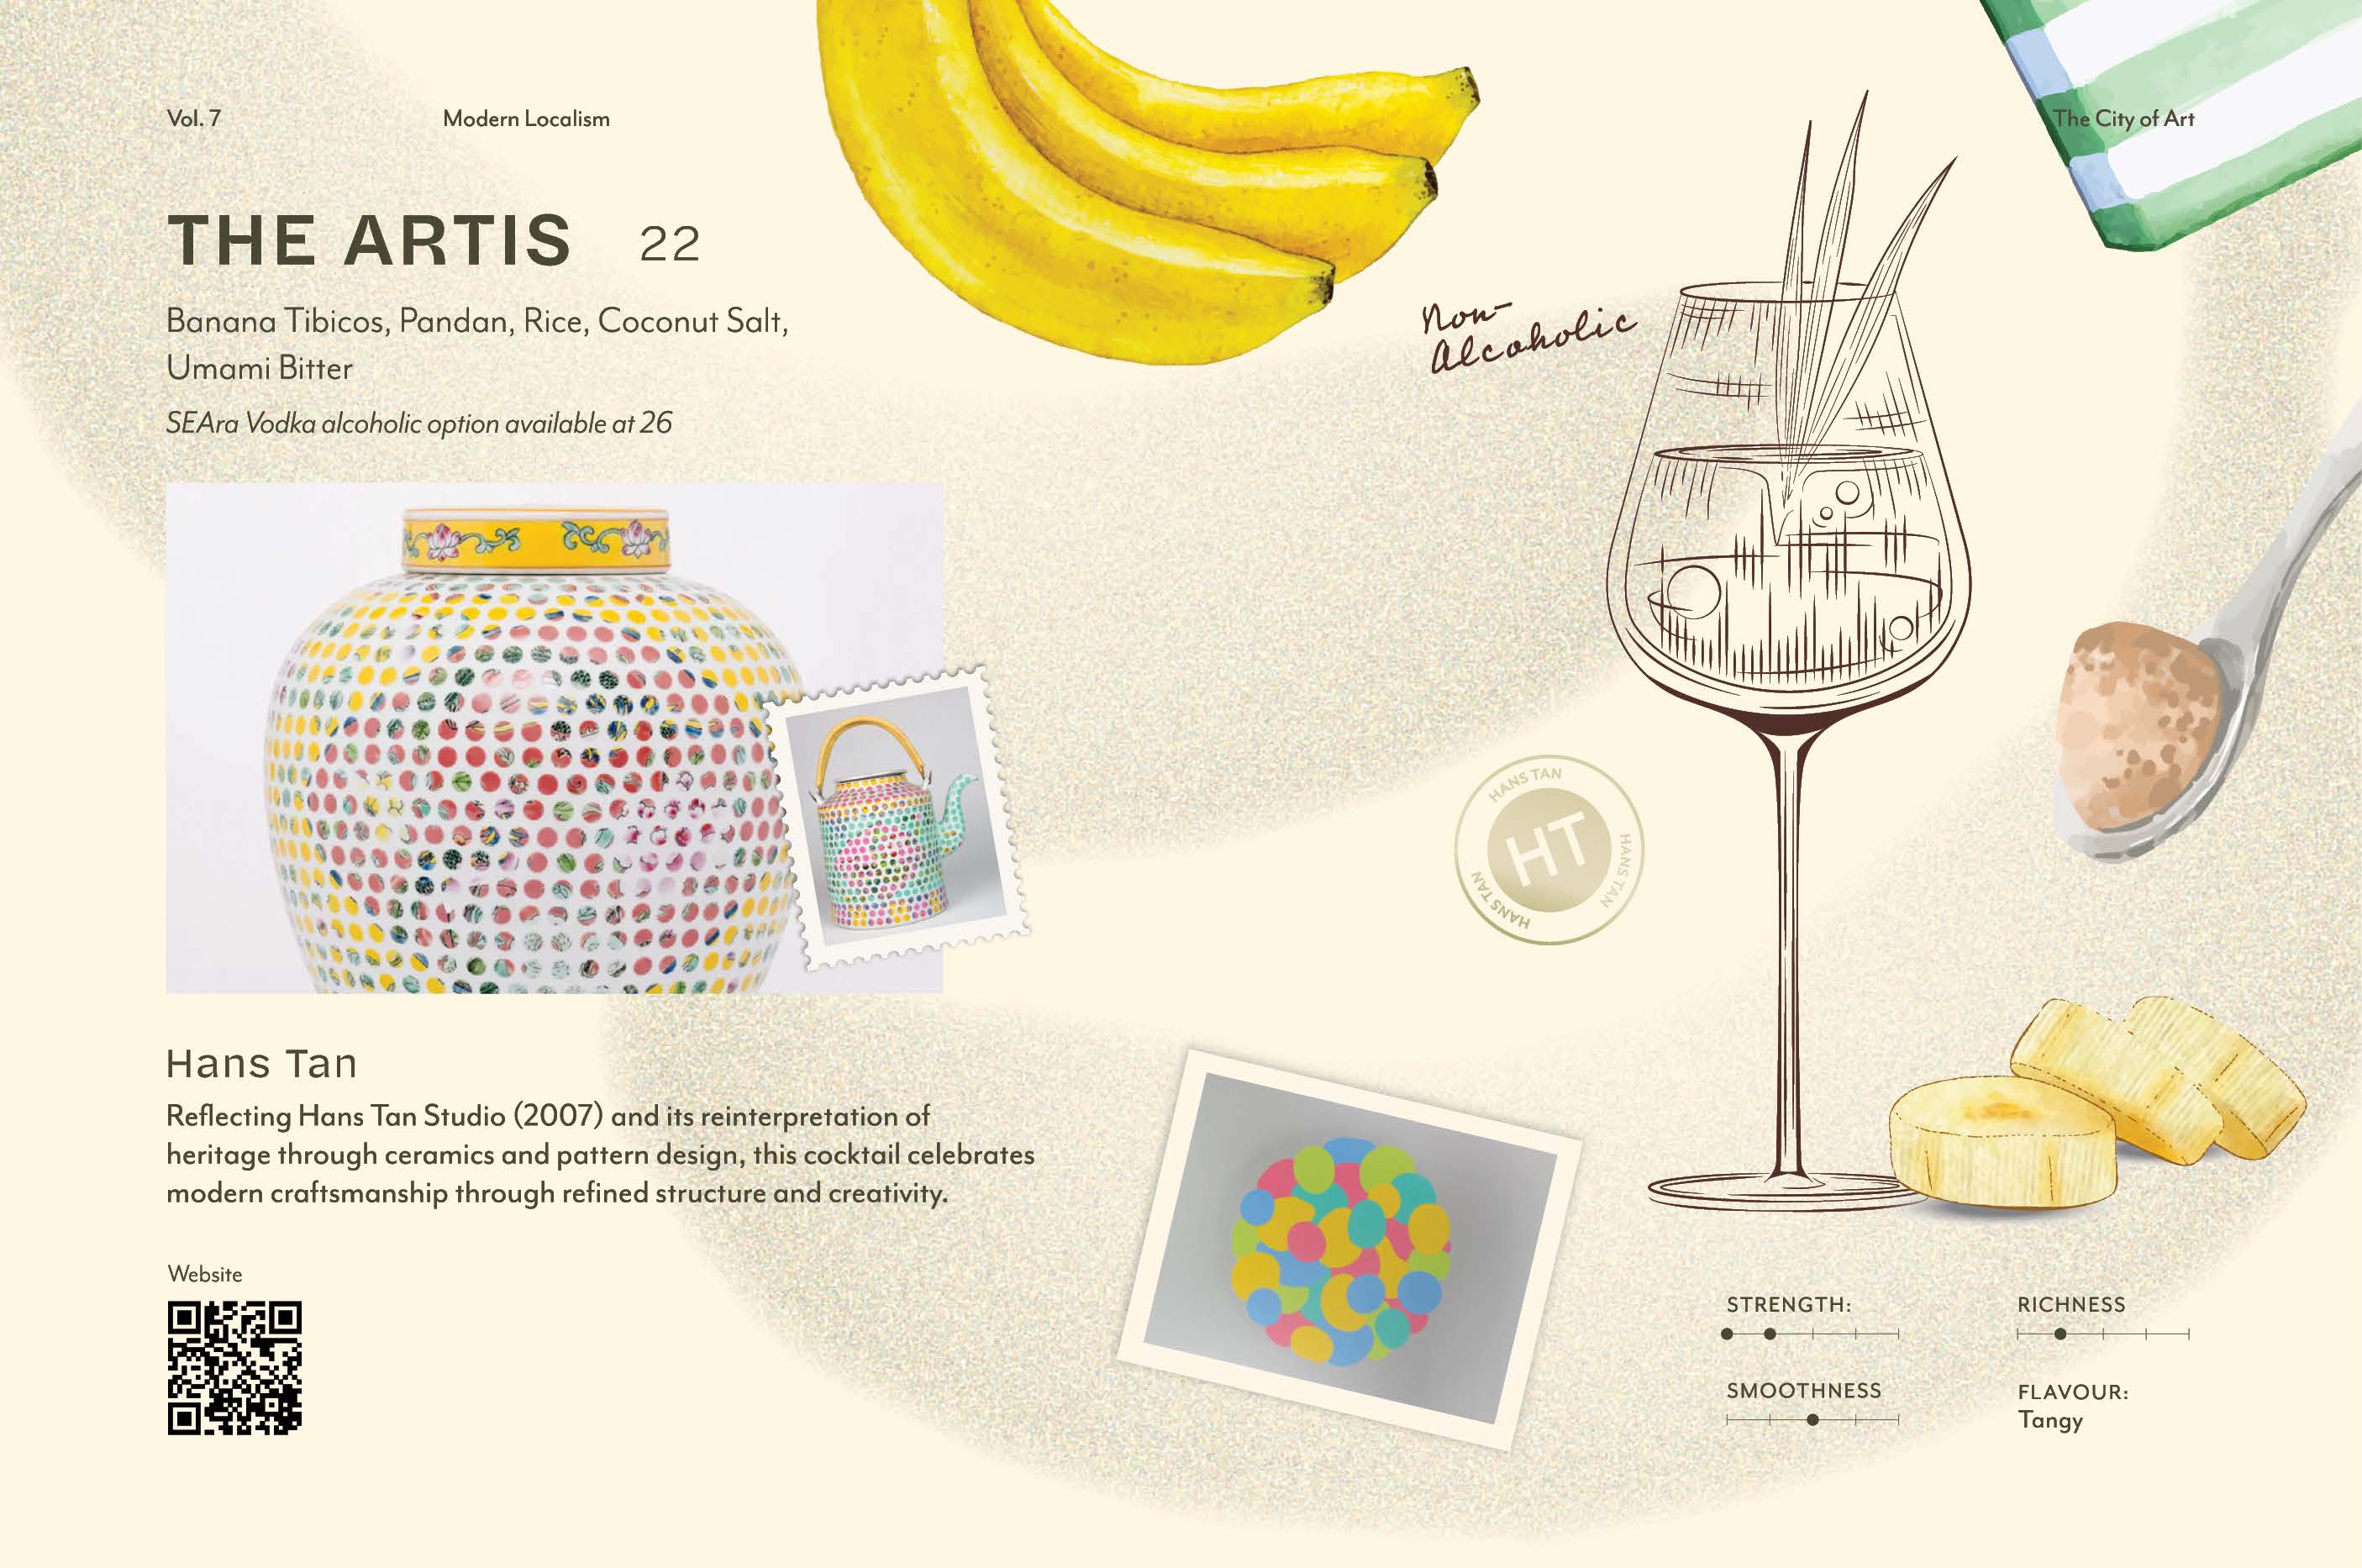 Vol. 7
Modern Localism
The City of Art
THE ARTIS 22
Banana Tibicos, Pandan, Rice, Coconut Salt,
Umami Bitter
SEAra Vodka alcoholic option available at 26
Non-
Alcoholic
HANS TAN
HANS TAN
HANS TAN
HT
Hans Tan
Reflecting Hans Tan Studio (2007) and its reinterpretation of
heritage through ceramics and pattern design, this cocktail celebrates
modern craftsmanship through refined structure and creativity.
Website
STRENGTH:
RICHNESS
SMOOTHNESS
FLAVOUR:
Tangy